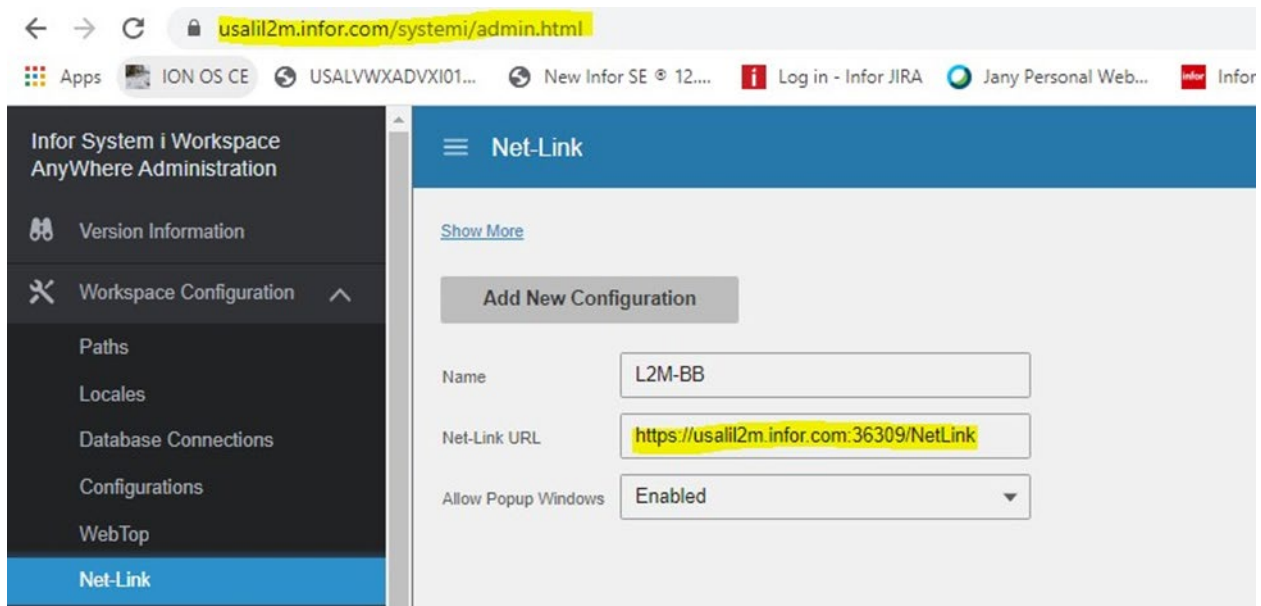 usalil2m.infor.com/systemi/admin.html
Apps ION OS CE USALVWXADVXI01... New Infor SE ® 12.... Log in - Infor JIRA Jany Personal Web... infor Infor
Infor System i Workspace
AnyWhere Administration
Net-Link
Version Information
Show More
Workspace Configuration
Add New Configuration
Paths
Name L2M-BB
Locales
Database Connections
Net-Link URL https://usalil2m.infor.com:36309/NetLink
Configurations
Allow Popup Windows Enabled
WebTop
Net-Link